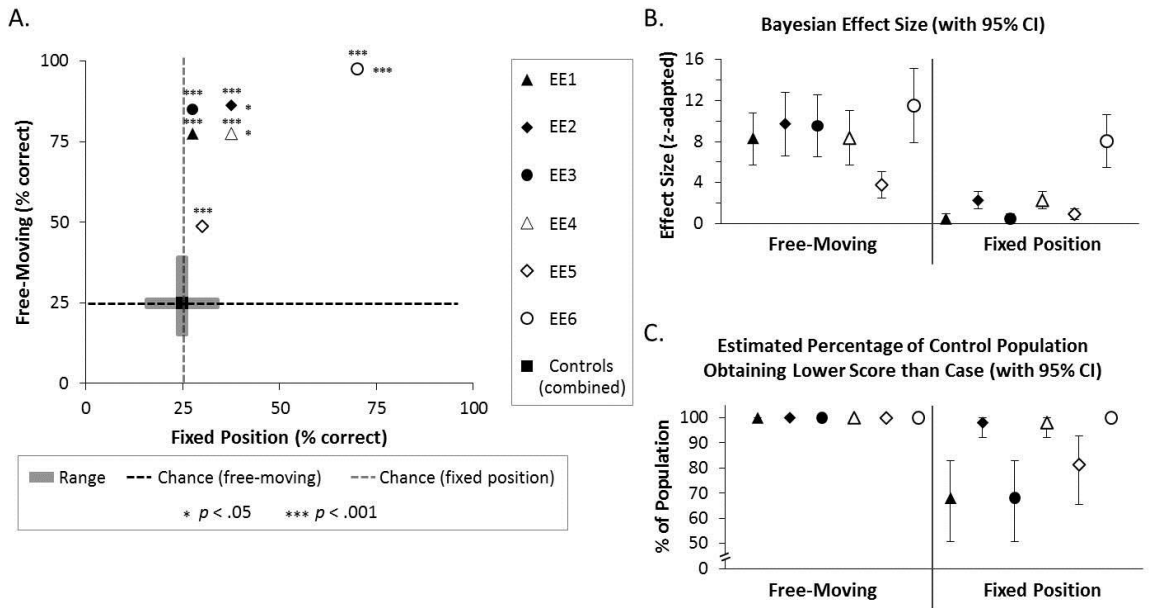 A.
Free-Moving (% correct)
100
75
50
25
0
*** ***
*** *** *
*** *** *
***
0 25 50 75 100
Fixed Position (% correct)
EE1
EE2
EE3
EE4
EE5
EE6
Controls
(combined)
Range Chance (free-moving) Chance (fixed position)
* p < .05 *** p < .001
B.
Bayesian Effect Size (with 95% CI)
Effect Size (z-adapted)
16
12
8
4
0
Free-Moving Fixed Position
C.
Estimated Percentage of Control Population
Obtaining Lower Score than Case (with 95% CI)
% of Population
100
90
80
70
60
50
0
Free-Moving Fixed Position